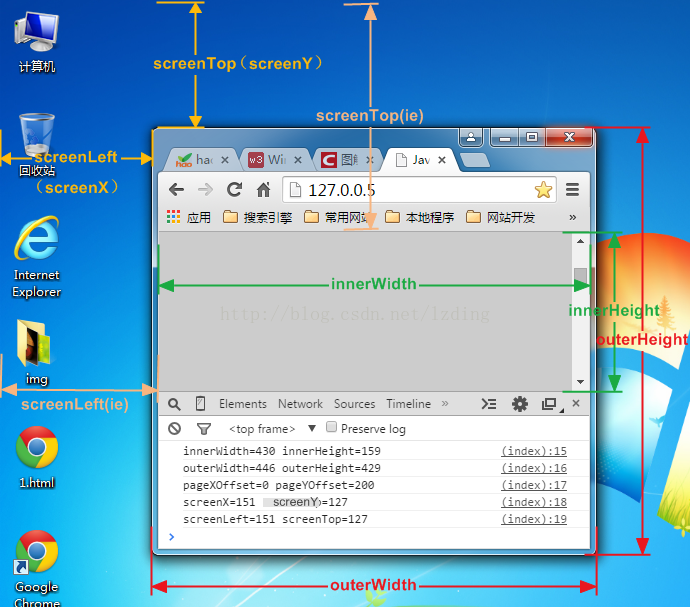 screenTop（screenY）
screenTop(ie)
计算机
screenLeft
（screenX）
回收站
hao
w3 Win
C 图解
Jav
127.0.0.5
应用 搜索引擎 常用网站 本地程序 网站开发 »
Internet
Explorer
innerWidth
http://blog.csdn.net/lzding
innerHeight
outerHeight
img
screenLeft(ie)
Elements Network Sources Timeline »
<top frame> ▼ Preserve log
innerWidth=430 innerHeight=159 (index):15
outerWidth=446 outerHeight=429 (index):16
pageXOffset=0 pageYOffset=200 (index):17
screenX=151 screenY=127 (index):18
screenLeft=151 screenTop=127 (index):19
>
1.html
outerWidth
Google
Chrome